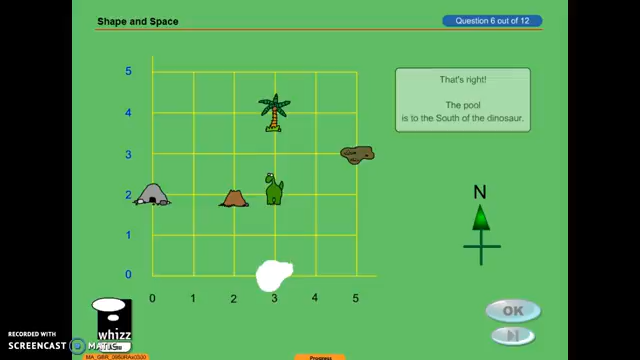 Shape and Space
Question 6 out of 12
That's right!
The pool
is to the South of the dinosaur.
5
4
3
2
1
0
0 1 2 3 4 5
N
OK
whizz
RECORDED WITH
SCREENCAST MATIC
Progress